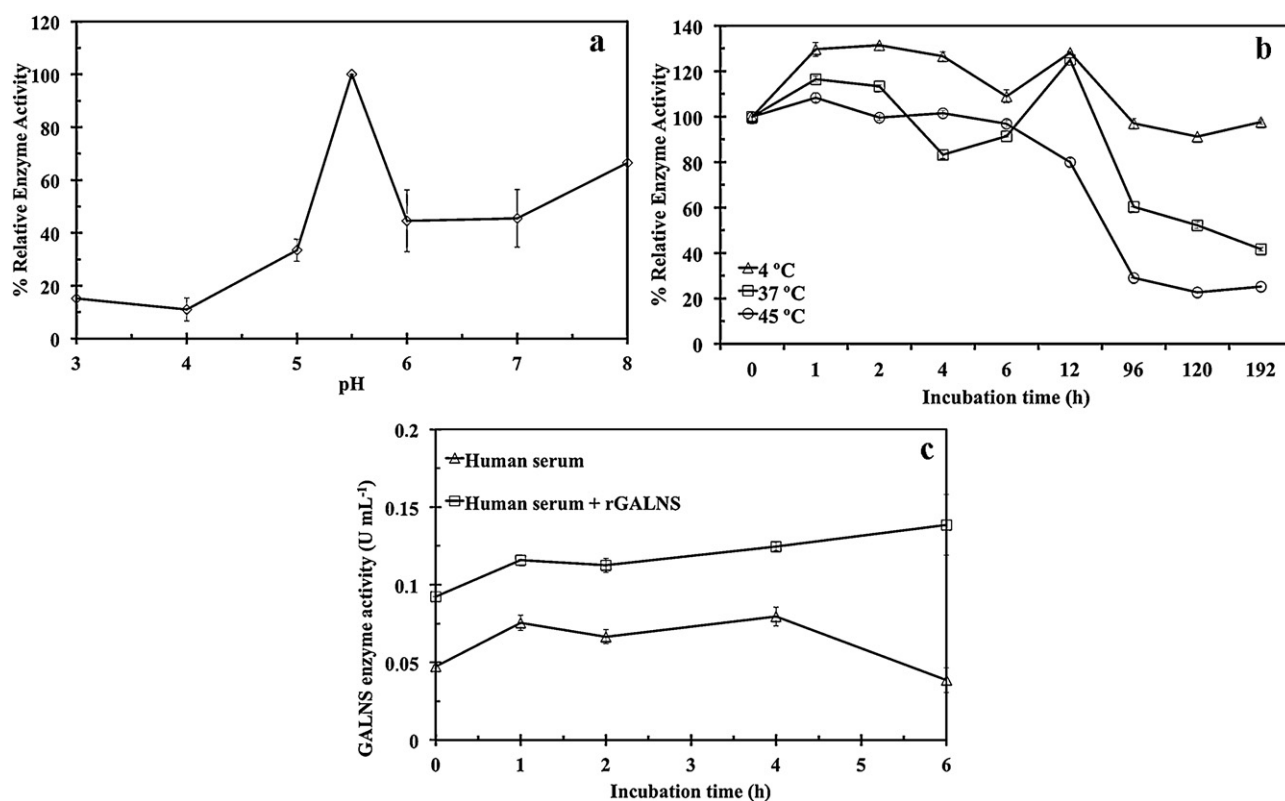 a
% Relative Enzyme Activity
120
100
80
60
40
20
0
3 4 5 6 7 8
pH
b
% Relative Enzyme Activity
140
120
100
80
60
40
20
0
4 ºC
37 ºC
45 ºC
0 1 2 4 6 12 96 120 192
Incubation time (h)
c
GALNS enzyme activity (U mL⁻¹)
0.2
0.15
0.1
0.05
0
Human serum
Human serum + rGALNS
0 1 2 3 4 5 6
Incubation time (h)